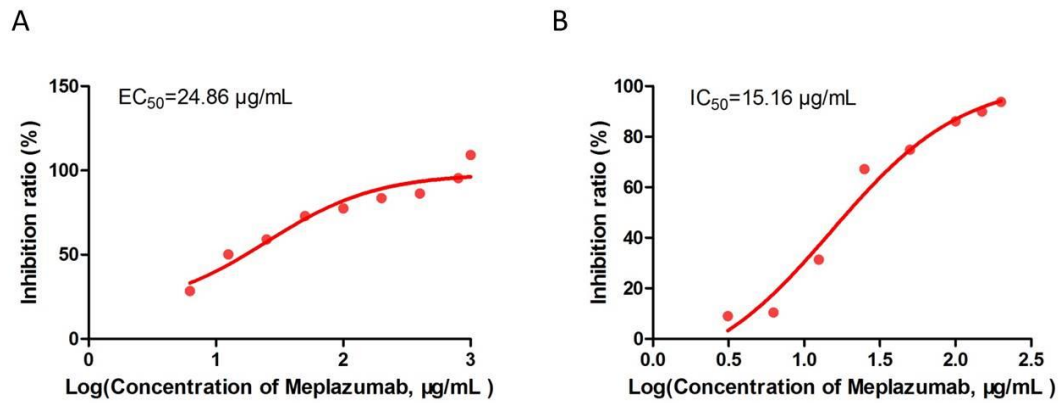 A
EC50=24.86 µg/mL
Inhibition ratio (%)
150
100
50
0
0
1
2
3
Log(Concentration of Meplazumab, µg/mL )
B
IC50=15.16 µg/mL
Inhibition ratio (%)
100
80
60
40
20
0
0.0
0.5
1.0
1.5
2.0
2.5
Log(Concentration of Meplazumab, µg/mL )